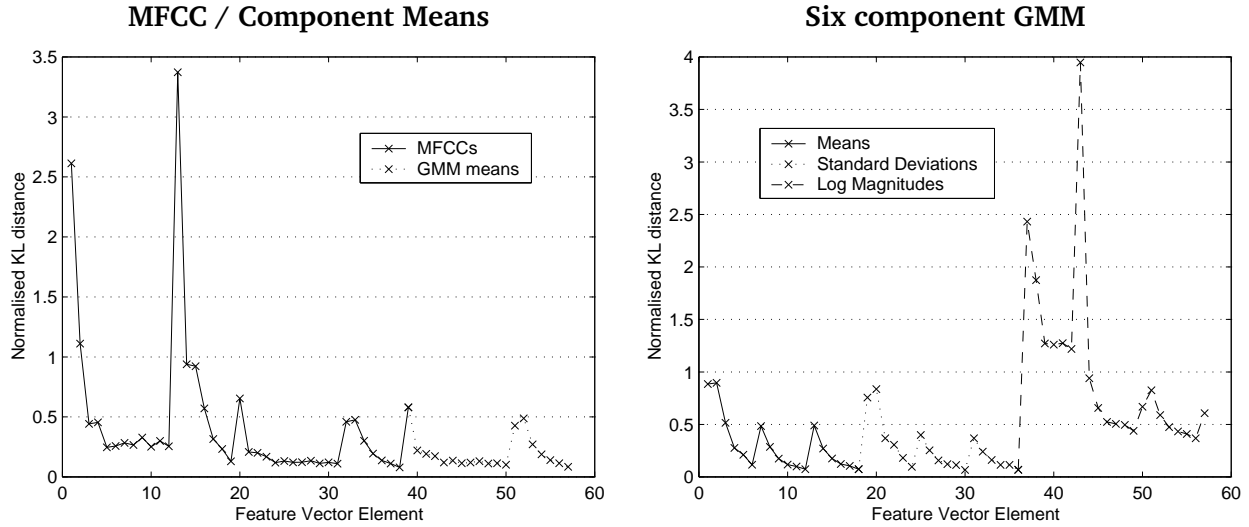 MFCC / Component Means
3.5
3
2.5
2
1.5
1
0.5
0
Normalised KL distance
MFCCs
GMM means
0 10 20 30 40 50 60
Feature Vector Element
Six component GMM
4
3.5
3
2.5
2
1.5
1
0.5
0
Normalised KL distance
Means
Standard Deviations
Log Magnitudes
0 10 20 30 40 50 60
Feature Vector Element